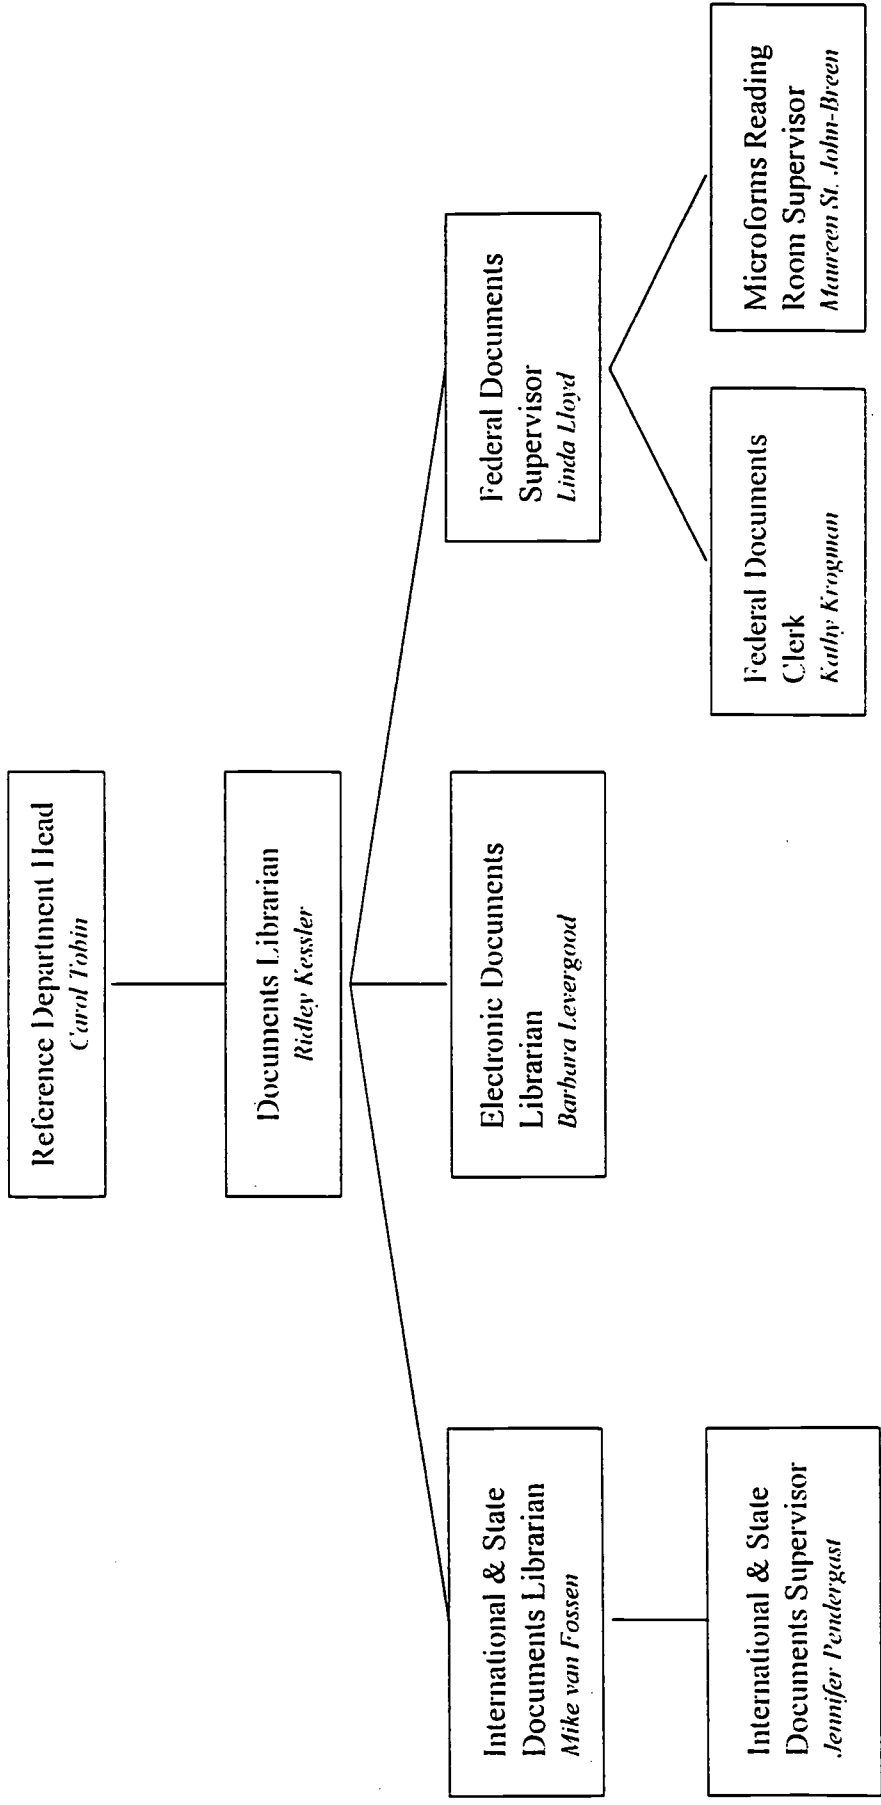 Reference Department Head
Carol Tobin
Documents Librarian
Ridley Kessler
International & State
Documents Librarian
Mike van Fossen
Electronic Documents
Librarian
Barbara Levergood
Federal Documents
Supervisor
Linda Lloyd
International & State
Documents Supervisor
Jennifer Pendergast
Federal Documents
Clerk
Kathy Krogman
Microforms Reading
Room Supervisor
Maureen St. John-Breen